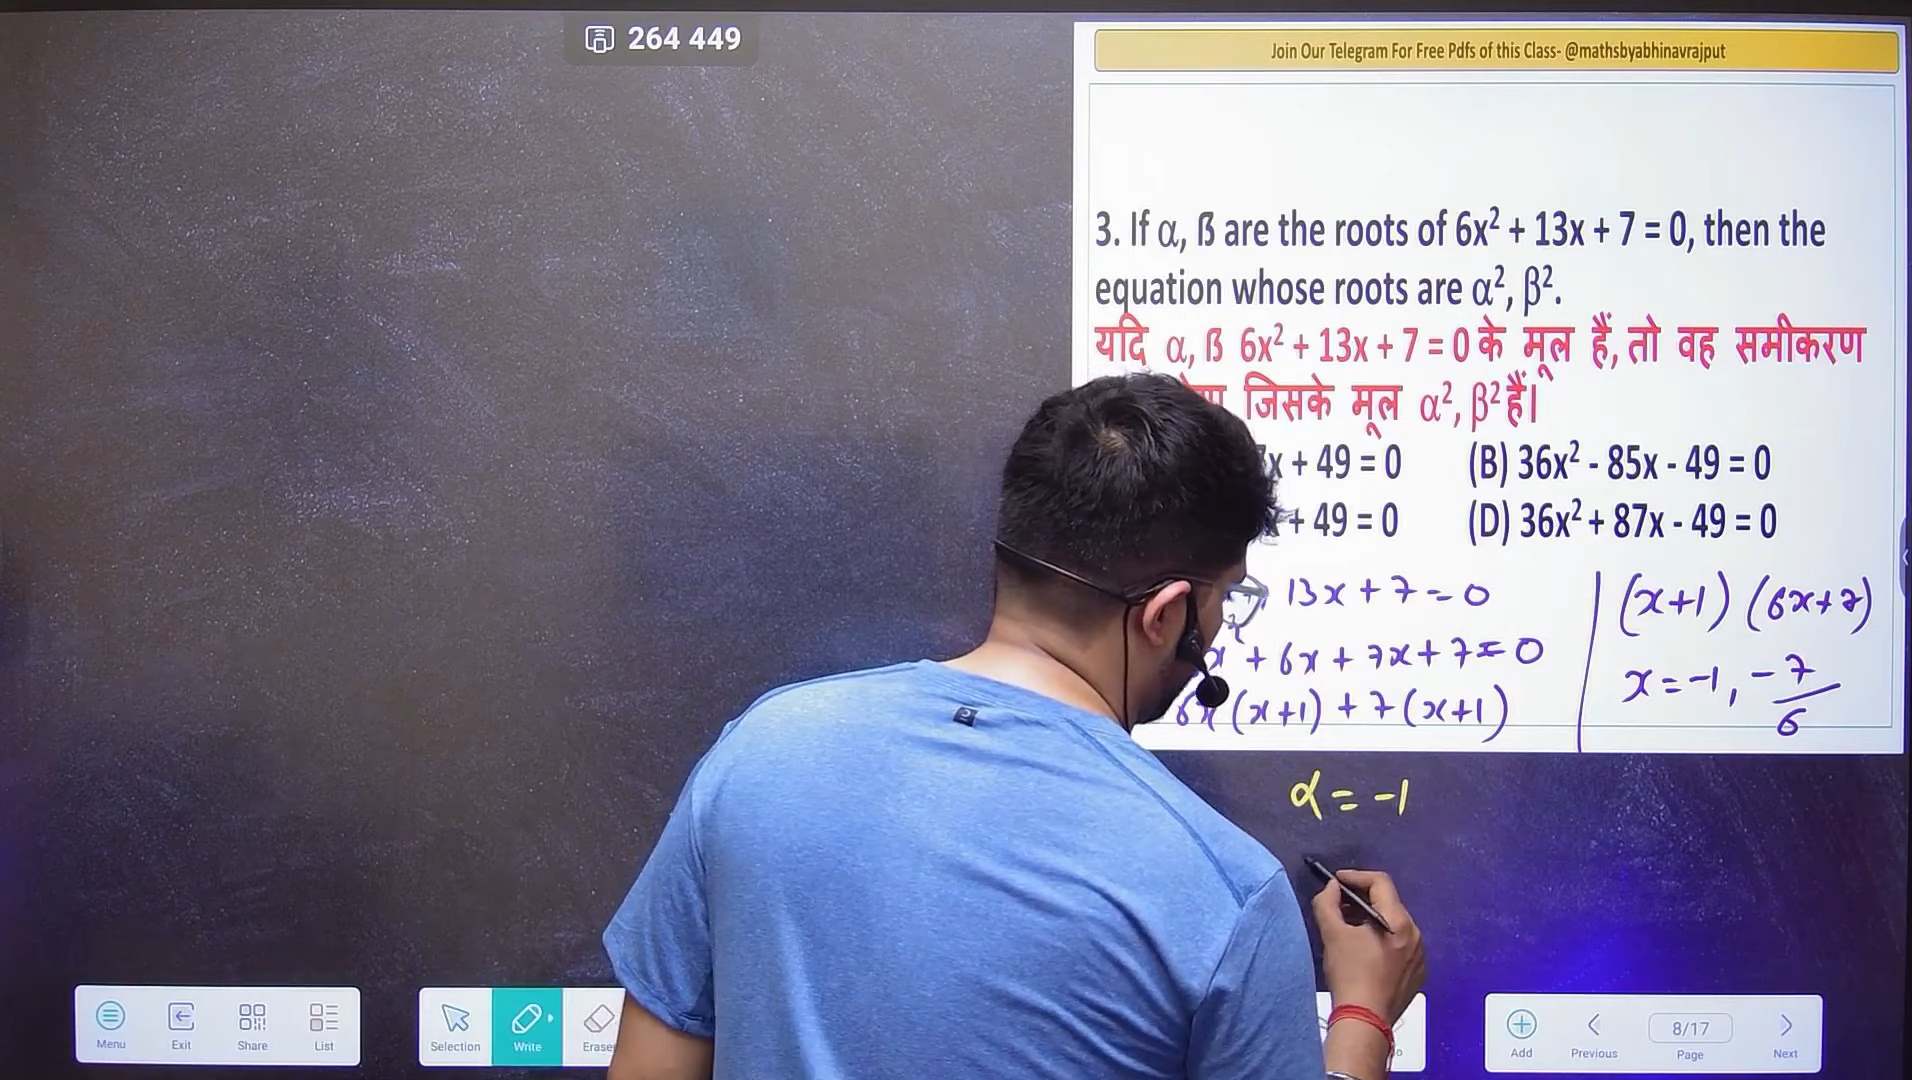 264 449
Join Our Telegram For Free Pdfs of this Class- @mathsbyabhinavrajput
3. If α, ß are the roots of 6x² + 13x + 7 = 0, then the
equation whose roots are α², β².
यदि α, ß 6x² + 13x + 7 = 0 के मूल हैं, तो वह समीकरण
जिसके मूल α², β² हैं।
x + 49 = 0 (B) 36x² - 85x - 49 = 0
+ 49 = 0 (D) 36x² + 87x - 49 = 0
13x + 7 = 0
+ 6x + 7x + 7 = 0
6x (x+1) + 7 (x+1)
(x+1) (6x+7)
x = -1, -7/6
α = -1
Menu
Exit
Share
List
Selection
Write
Add
Previous
8/17
Page
Next